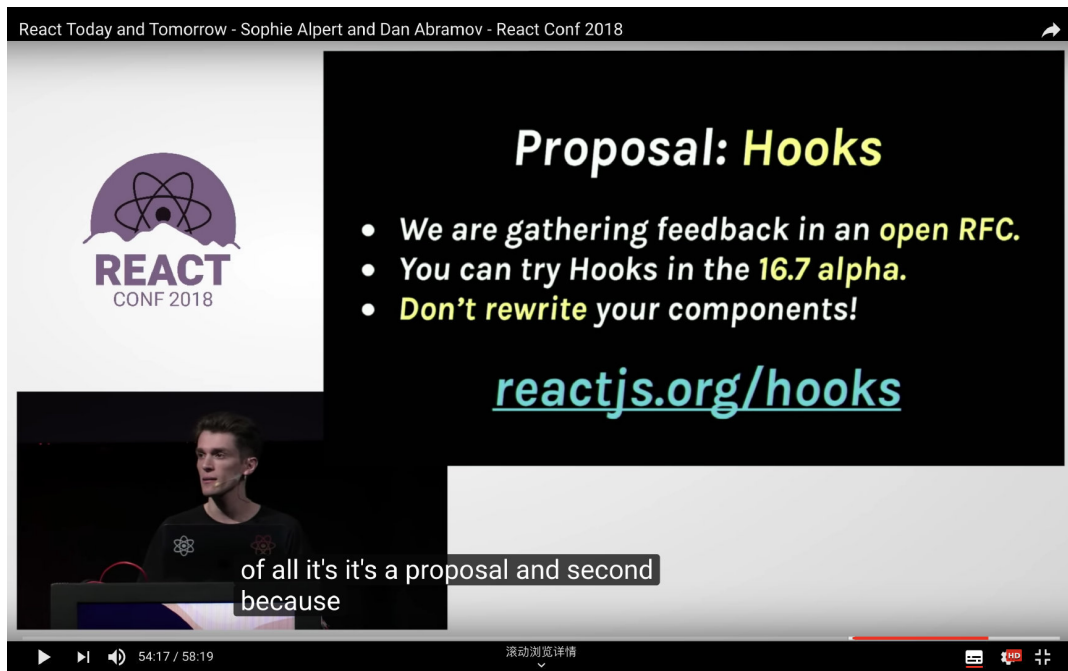 React Today and Tomorrow - Sophie Alpert and Dan Abramov - React Conf 2018
REACT
CONF 2018
Proposal: Hooks
• We are gathering feedback in an open RFC.
• You can try Hooks in the 16.7 alpha.
• Don't rewrite your components!
reactjs.org/hooks
of all it's it's a proposal and second
because
54:17 / 58:19
滚动浏览详情
HD